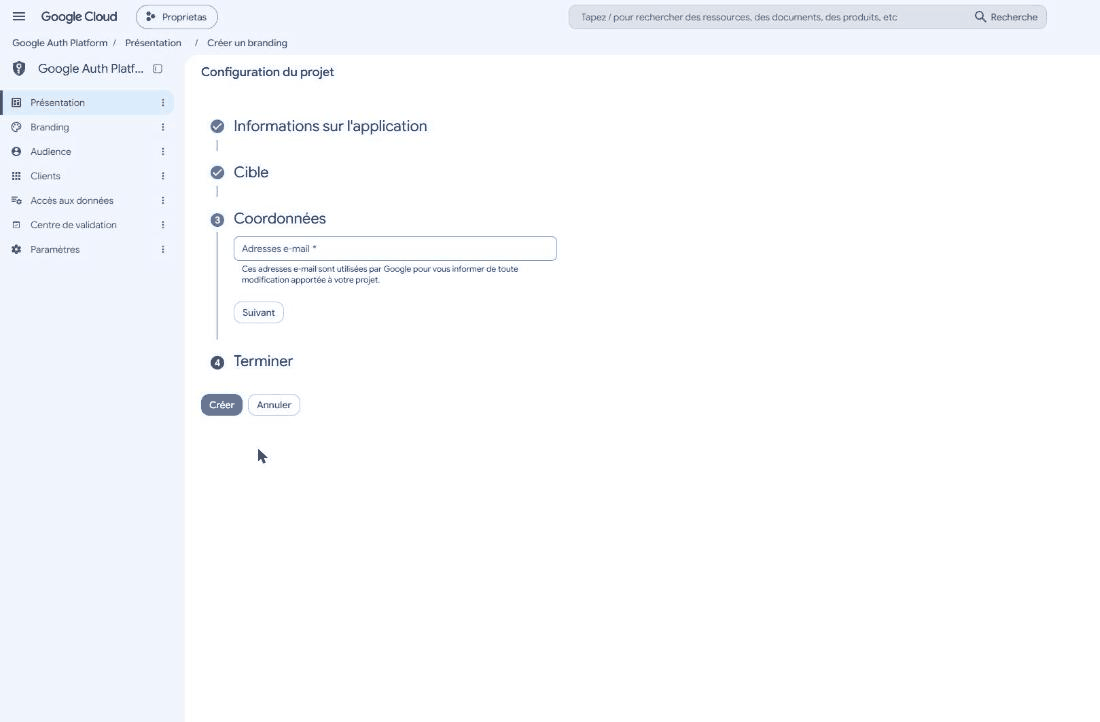 Google Cloud
Proprietas
Tapez / pour rechercher des ressources, des documents, des produits, etc
Recherche
Google Auth Platform / Présentation / Créer un branding
Google Auth Platf...
Configuration du projet
Présentation
Branding
Audience
Clients
Accès aux données
Centre de validation
Paramètres
Informations sur l'application
Cible
3 Coordonnées
Adresses e-mail *
Ces adresses e-mail sont utilisées par Google pour vous informer de toute
modification apportée à votre projet.
Suivant
4 Terminer
Créer
Annuler